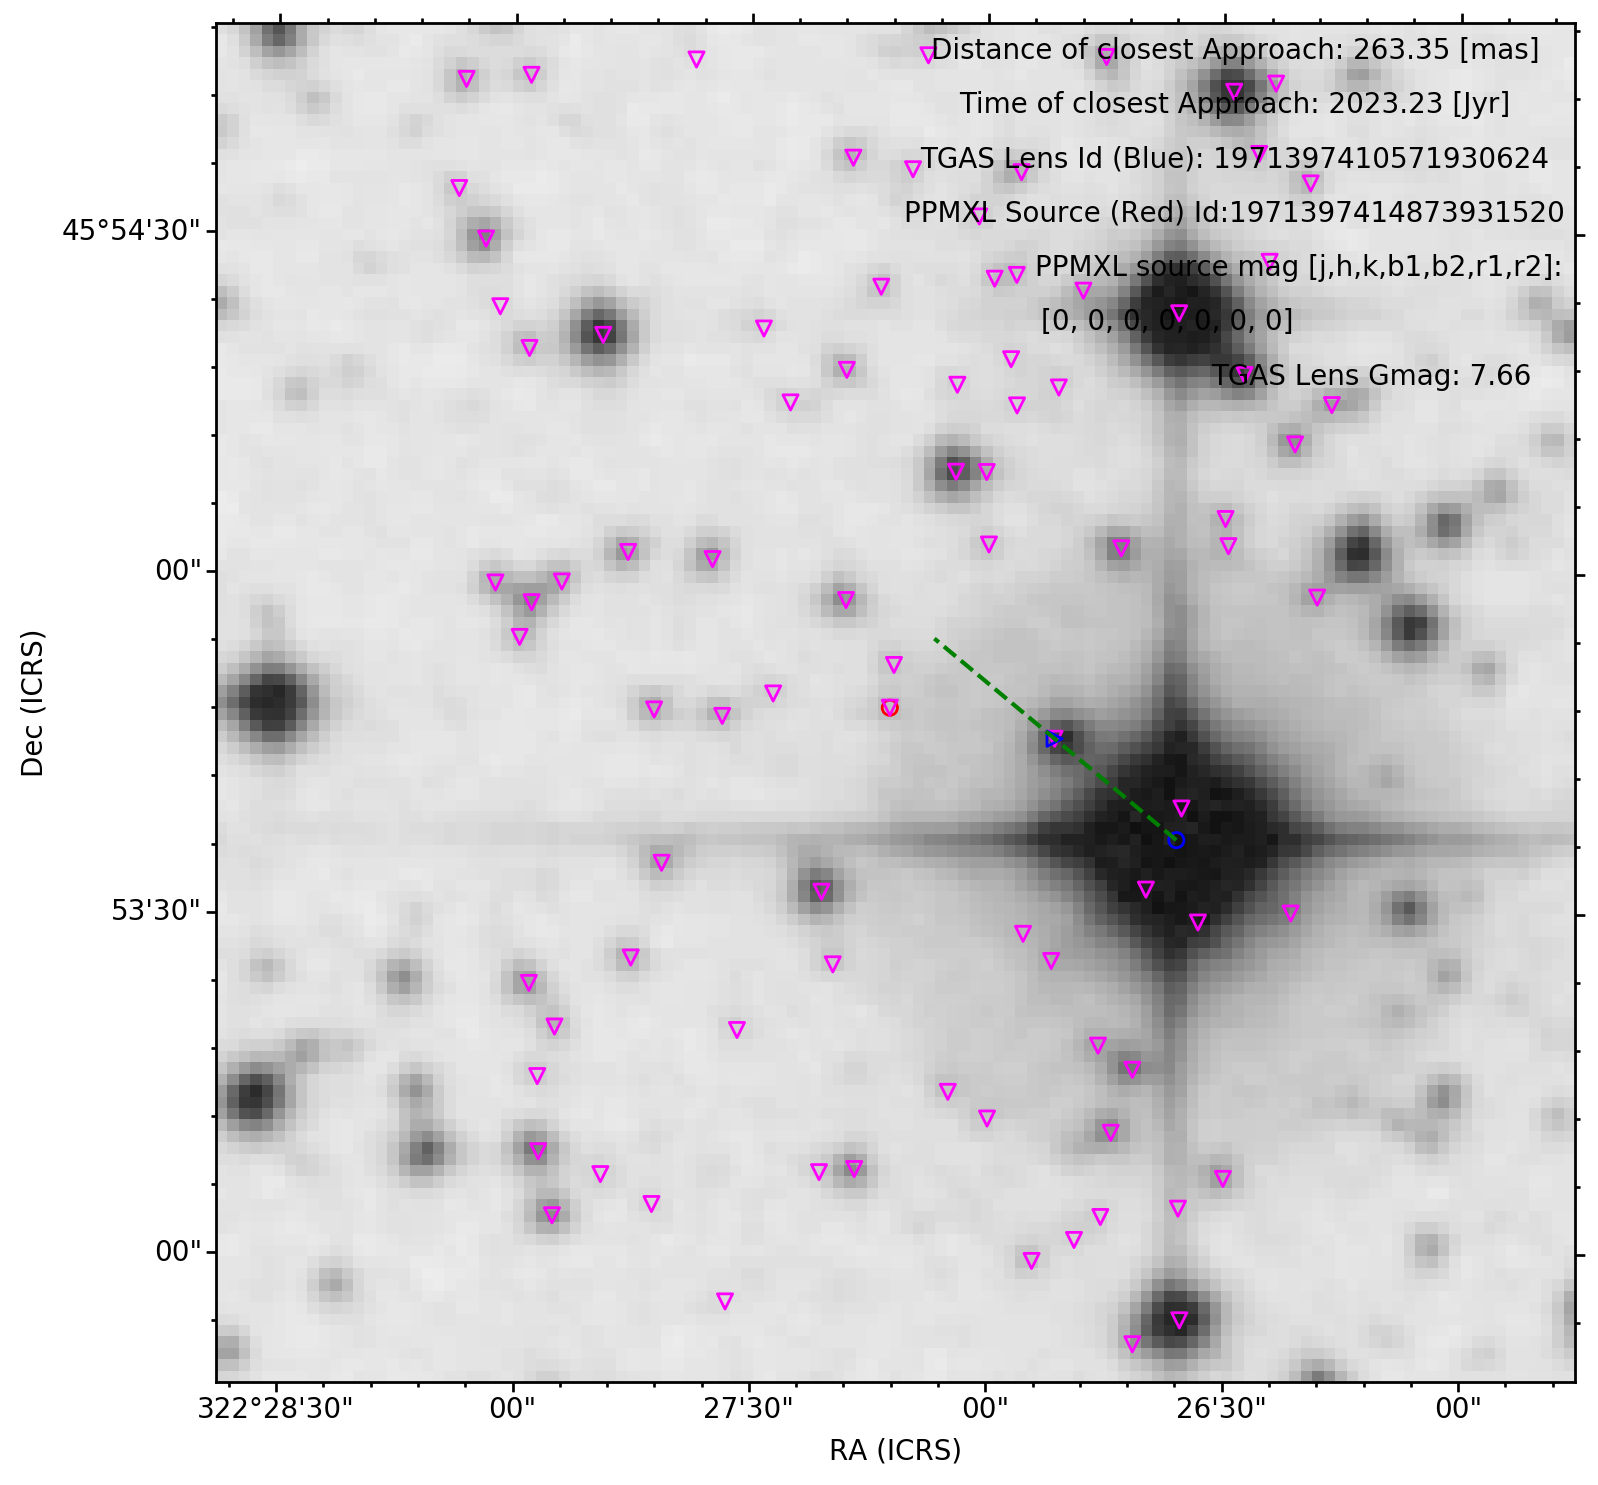 Distance of closest Approach: 263.35 [mas]
Time of closest Approach: 2023.23 [Jyr]
TGAS Lens Id (Blue): 1971397410571930624
PPMXL Source (Red) Id:1971397414873931520
PPMXL source mag [j,h,k,b1,b2,r1,r2]:
[0, 0, 0, 0, 0, 0, 0]
TGAS Lens Gmag: 7.66
45°54'30"
00"
53'30"
00"
Dec (ICRS)
322°28'30" 00" 27'30" 00" 26'30" 00"
RA (ICRS)